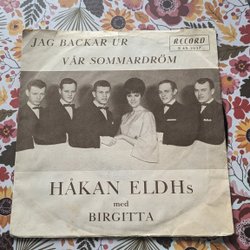 JAG BACKAR UR
RECORD
VÅR SOMMARDRÖM
HÅKAN ELDHs
med
BIRGITTA